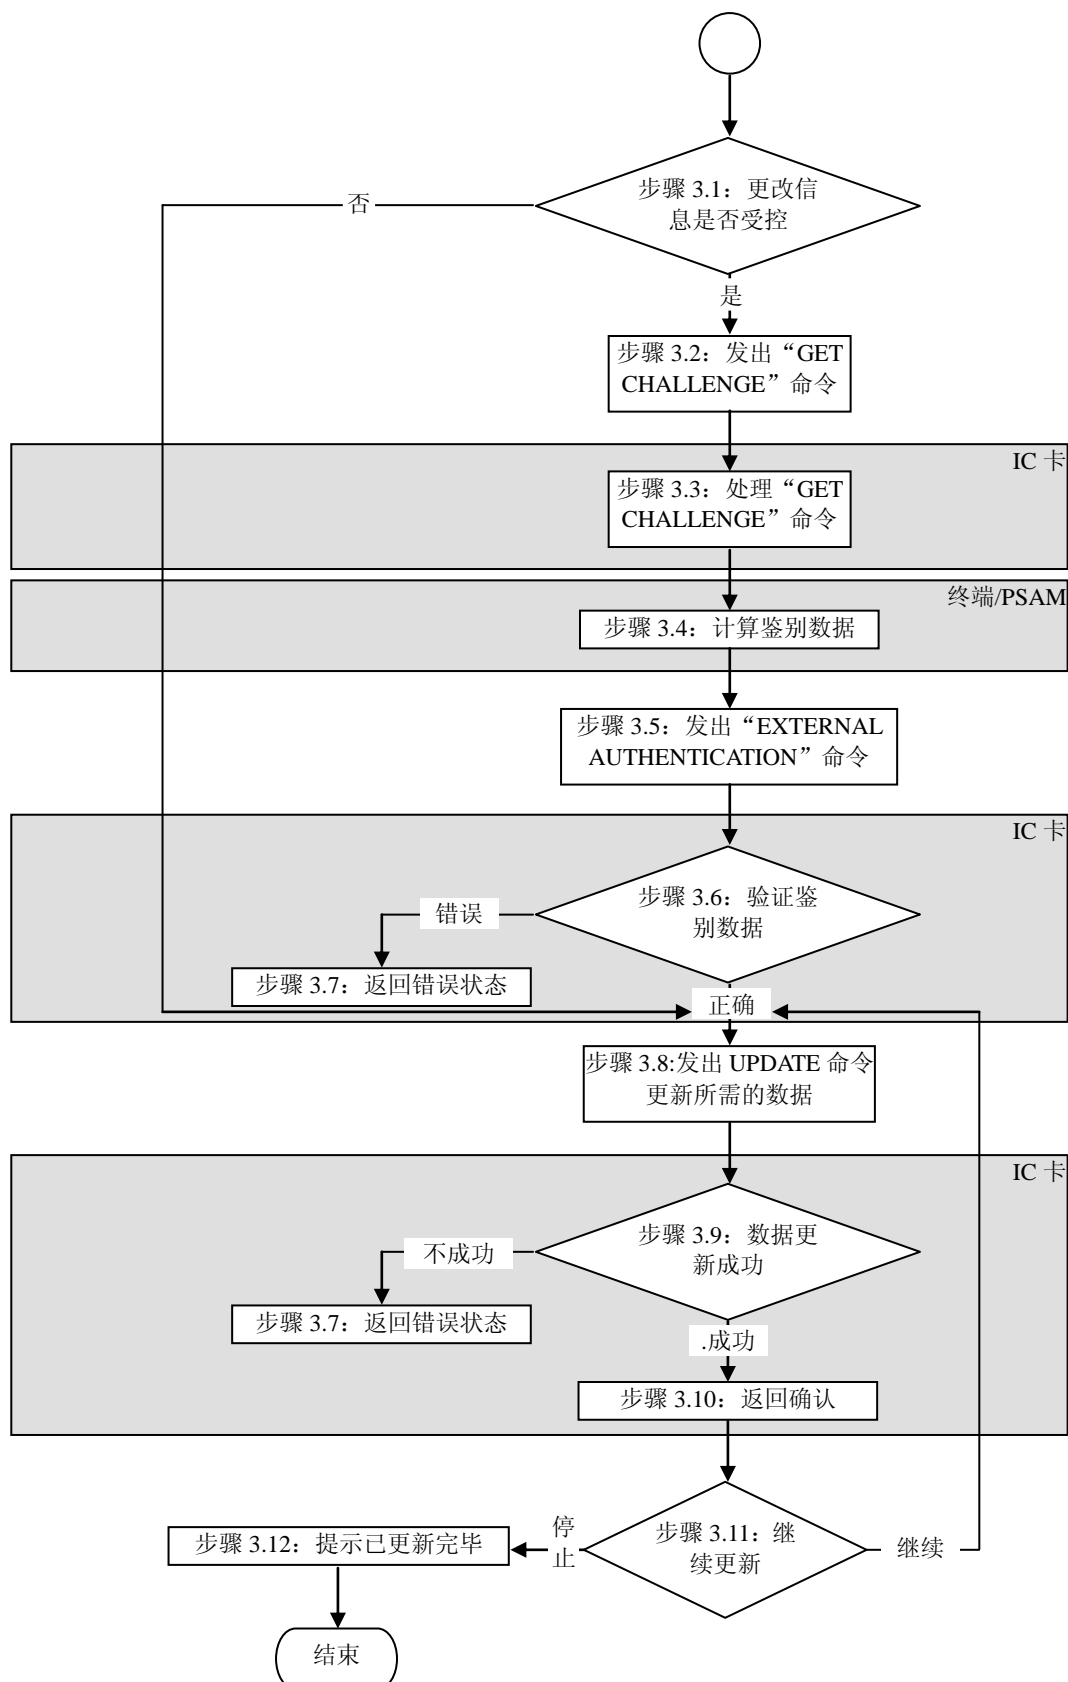 步骤 3.1：更改信
息是否受控
否
是
步骤 3.2：发出“GET
CHALLENGE”命令
IC 卡
步骤 3.3：处理“GET
CHALLENGE”命令
终端/PSAM
步骤 3.4：计算鉴别数据
步骤 3.5：发出“EXTERNAL
AUTHENTICATION”命令
IC 卡
步骤 3.6：验证鉴
别数据
错误
步骤 3.7：返回错误状态
正确
步骤 3.8:发出 UPDATE 命令
更新所需的数据
IC 卡
步骤 3.9：数据更
新成功
不成功
步骤 3.7：返回错误状态
.成功
步骤 3.10：返回确认
步骤 3.11：继
续更新
停
止
继续
步骤 3.12：提示已更新完毕
结束